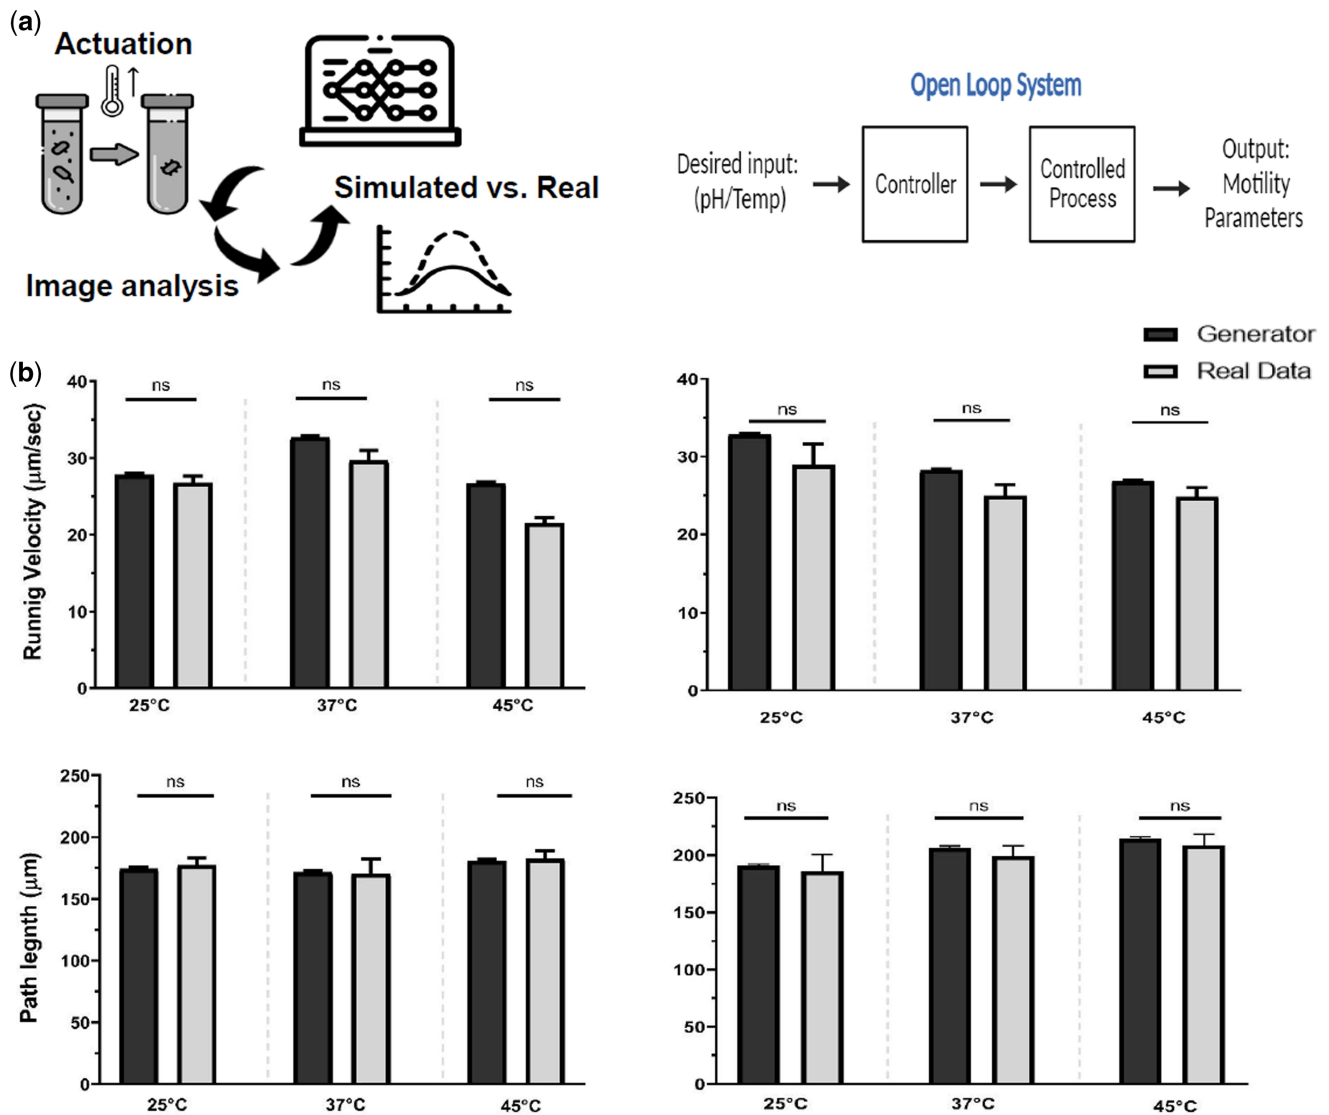 (a)
Actuation
Simulated vs. Real
Image analysis
Open Loop System
Desired input:
(pH/Temp)
Controller
Controlled
Process
Output:
Motility
Parameters
Generator
Real Data
(b)
Runnig Velocity (μm/sec)
40
30
20
10
0
ns
ns
ns
25°C
37°C
45°C
40
30
20
10
0
ns
ns
ns
25°C
37°C
45°C
Path legnth (μm)
250
200
150
100
50
0
ns
ns
ns
25°C
37°C
45°C
250
200
150
100
50
0
ns
ns
ns
25°C
37°C
45°C